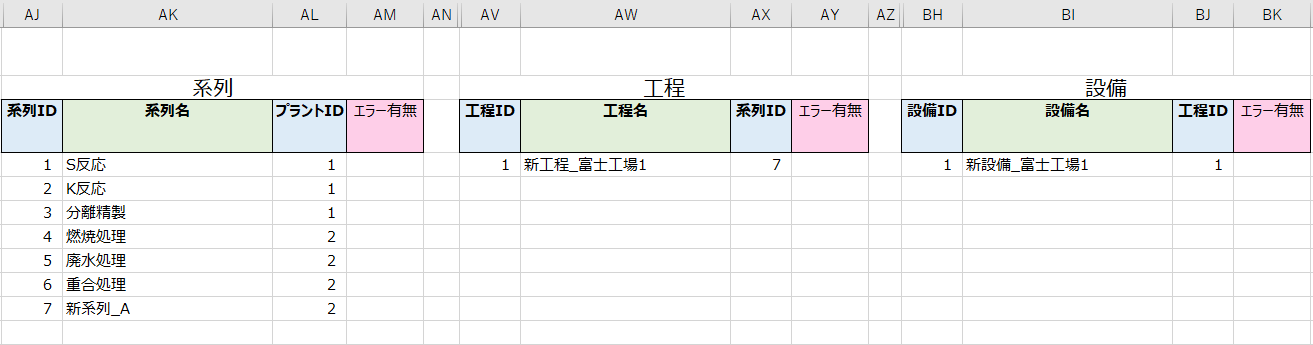 AJ AK AL AM AN AV AW AX AY AZ BH BI BJ BK
系列 工程 設備
系列ID 系列名 プラントID エラー有無 工程ID 工程名 系列ID エラー有無 設備ID 設備名 工程ID エラー有無
1 S反応 1 1 新工程_富士工場1 7 1 新設備_富士工場1 1
2 K反応 1
3 分離精製 1
4 燃焼処理 2
5 廃水処理 2
6 重合処理 2
7 新系列_A 2